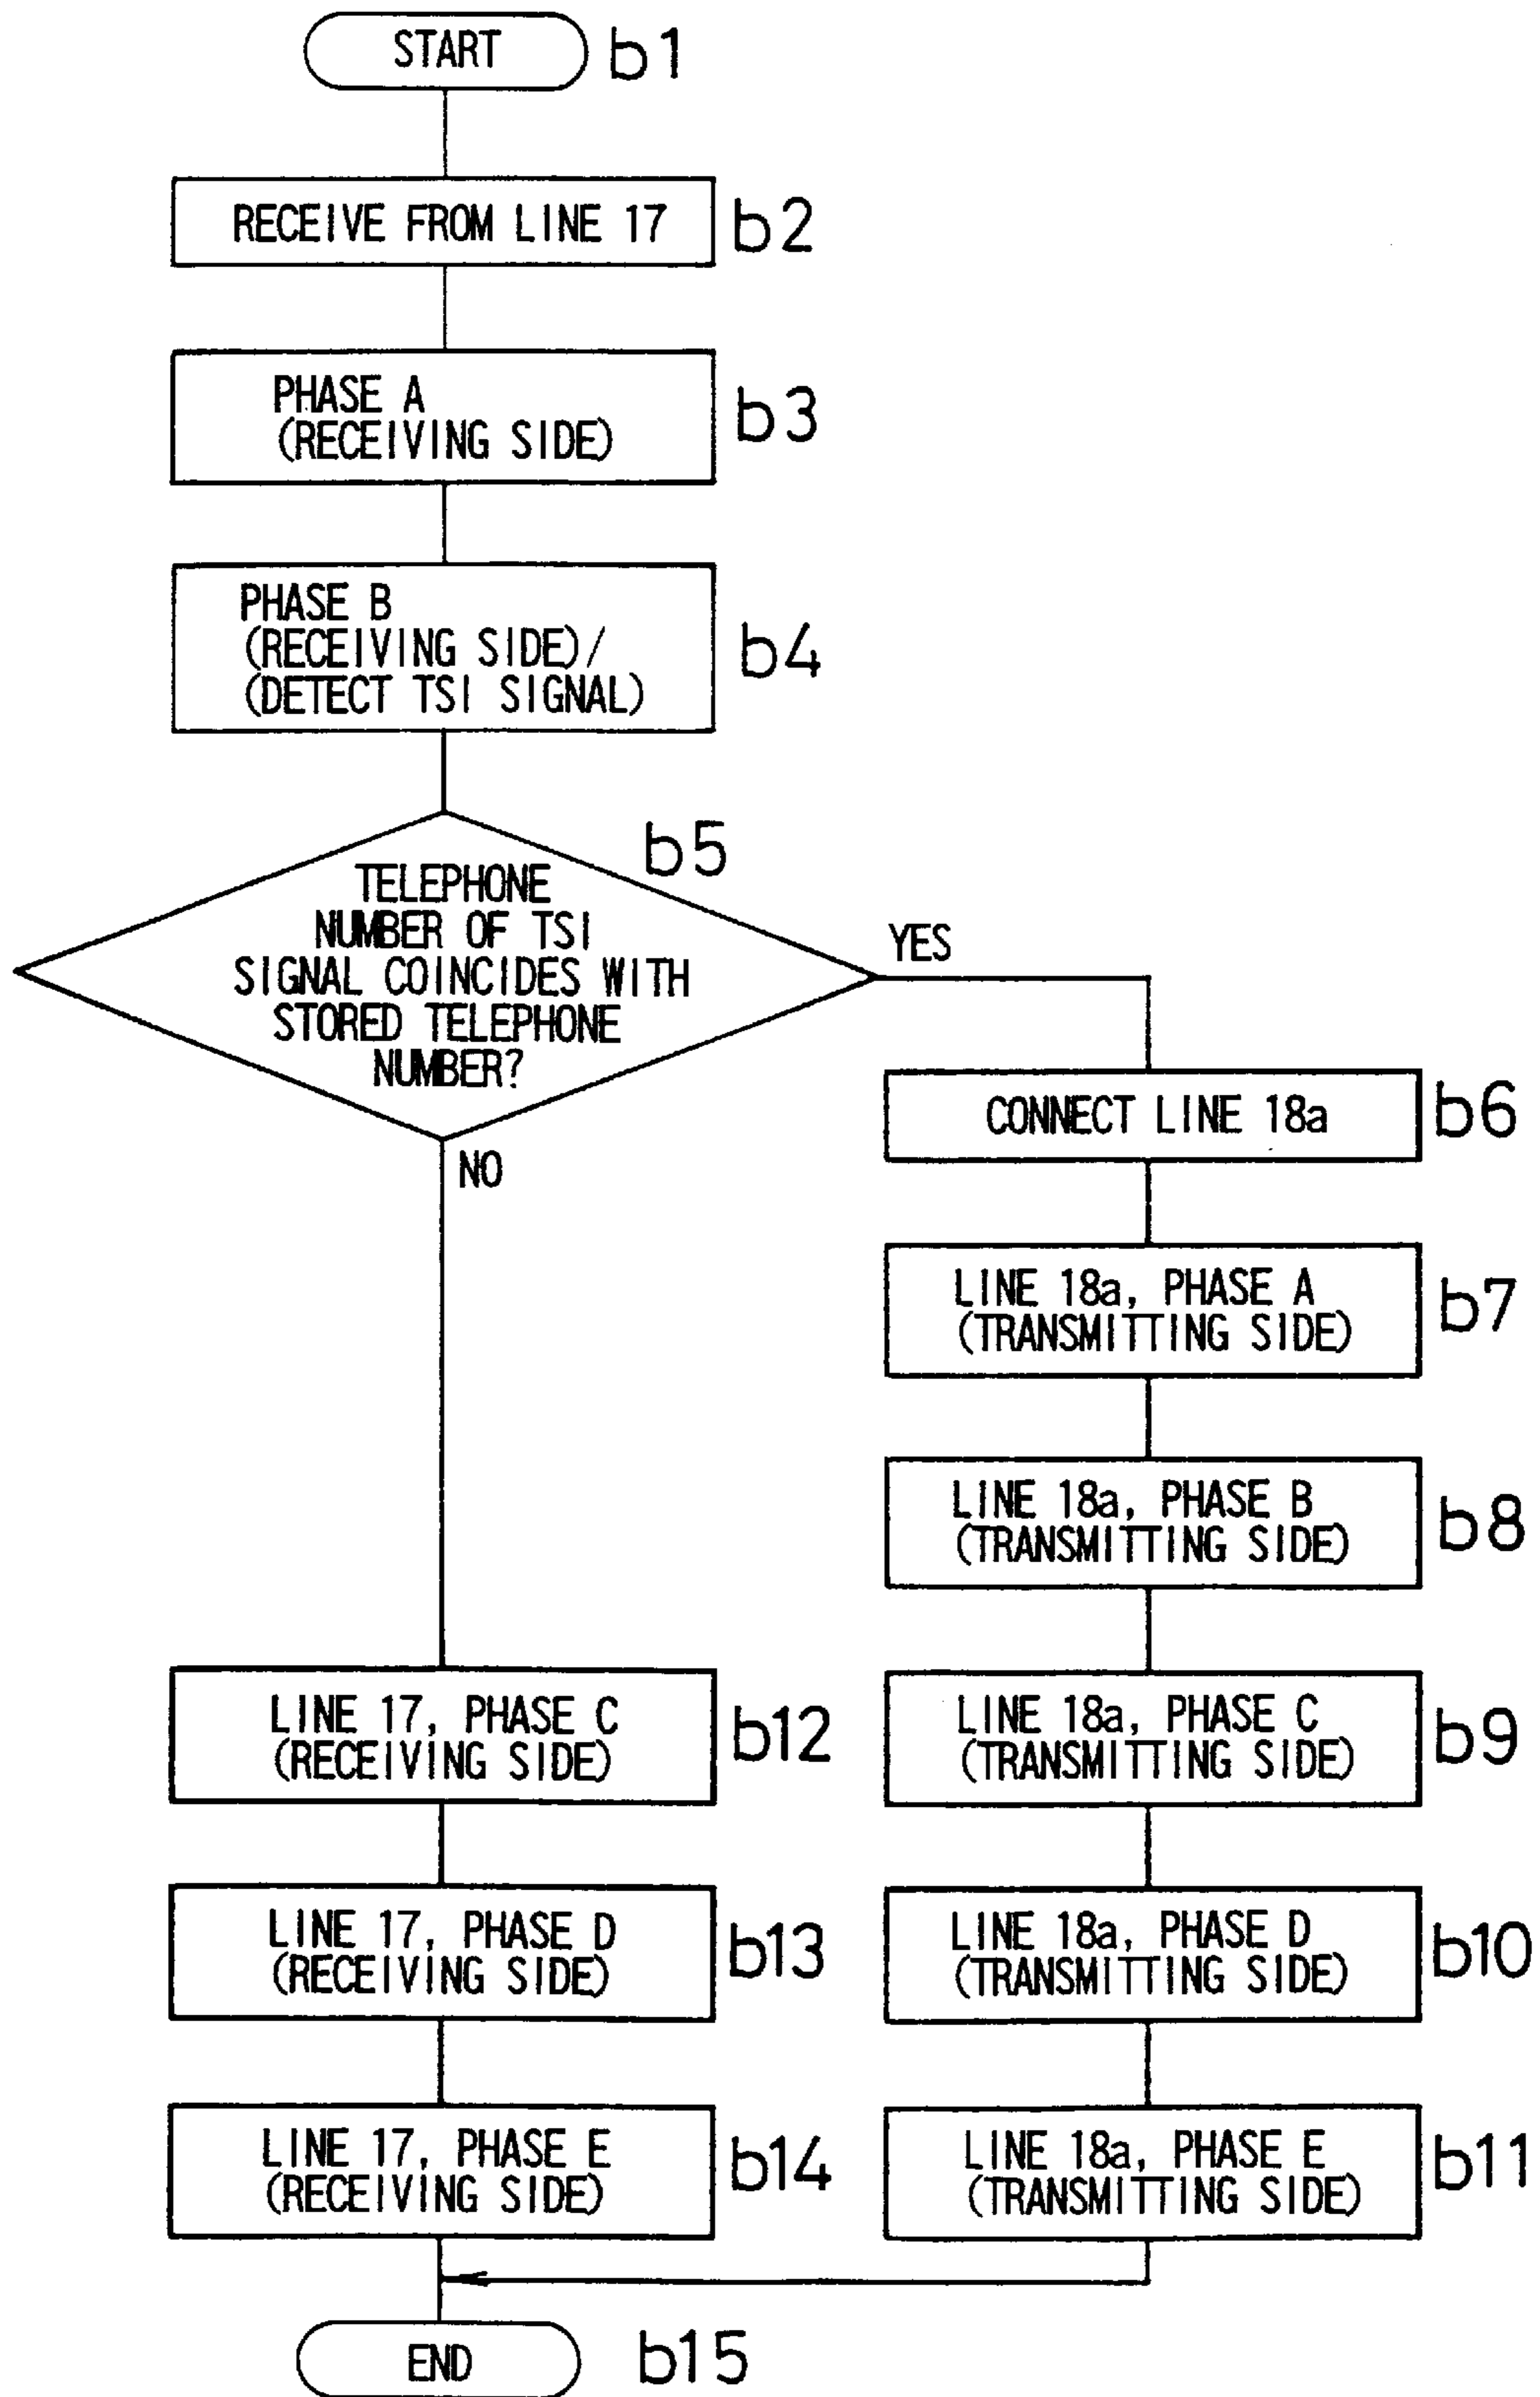 START
b1
RECEIVE FROM LINE 17
b2
PHASE A
(RECEIVING SIDE)
b3
PHASE B
(RECEIVING SIDE)/
(DETECT TSI SIGNAL)
b4
b5
TELEPHONE
NUMBER OF TSI
SIGNAL COINCIDES WITH
STORED TELEPHONE
NUMBER?
YES
NO
CONNECT LINE 18a
b6
LINE 18a, PHASE A
(TRANSMITTING SIDE)
b7
LINE 18a, PHASE B
(TRANSMITTING SIDE)
b8
LINE 17, PHASE C
(RECEIVING SIDE)
b12
LINE 18a, PHASE C
(TRANSMITTING SIDE)
b9
LINE 17, PHASE D
(RECEIVING SIDE)
b13
LINE 18a, PHASE D
(TRANSMITTING SIDE)
b10
LINE 17, PHASE E
(RECEIVING SIDE)
b14
LINE 18a, PHASE E
(TRANSMITTING SIDE)
b11
END
b15